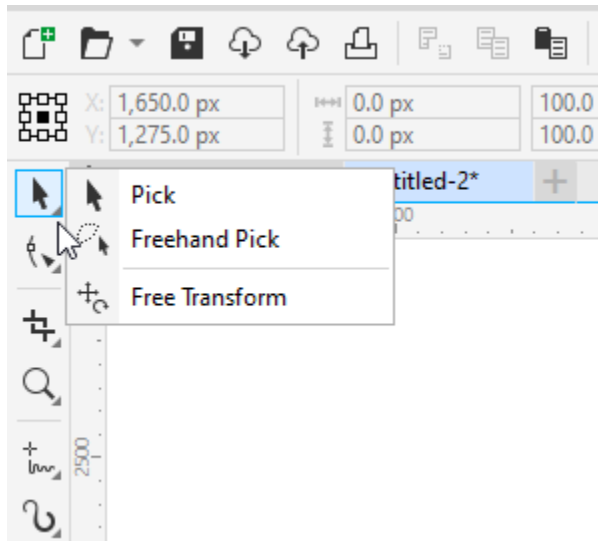 X: 1,650.0 px 0.0 px 100.0
Y: 1,275.0 px 0.0 px 100.0
titled-2*
Pick
Freehand Pick
Free Transform
2500